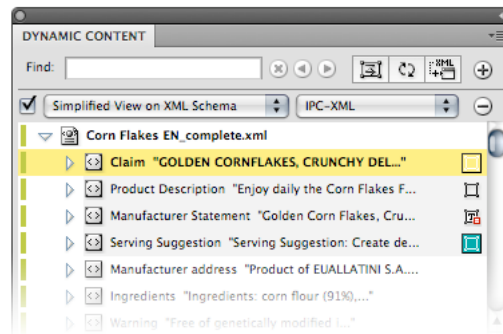 DYNAMIC CONTENT
Find:
XML
Simplified View on XML Schema IPC-XML
Corn Flakes EN_complete.xml
Claim "GOLDEN CORNFLAKES, CRUNCHY DEL..."
Product Description "Enjoy daily the Corn Flakes F...
Manufacturer Statement "Golden Corn Flakes, Cru...
Serving Suggestion "Serving Suggestion: Create de...
Manufacturer address "Product of EUALLATINI S.A....
Ingredients "Ingredients: corn flour (91%),..."
Warning "Free of genetically modified i..."